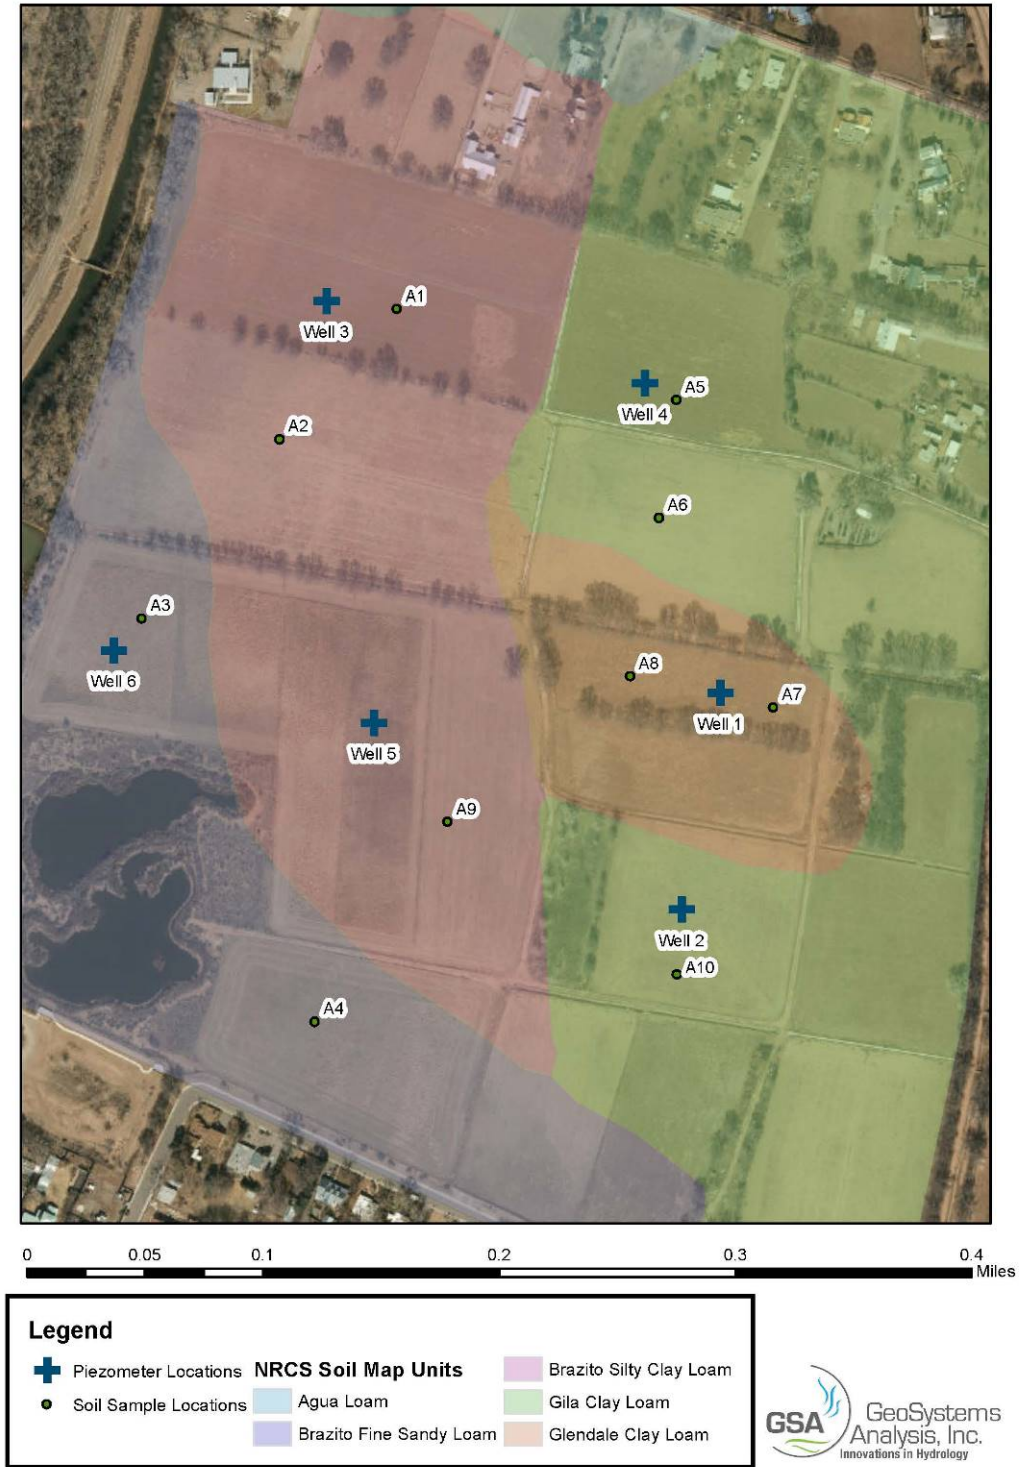 A1
Well 3
A5
Well 4
A2
A6
A3
Well 6
A8
A7
Well 1
Well 5
A9
Well 2
A10
A4
0 0.05 0.1 0.2 0.3 0.4
Miles
Legend
Piezometer Locations
Soil Sample Locations
NRCS Soil Map Units
Agua Loam
Brazito Fine Sandy Loam
Brazito Silty Clay Loam
Gila Clay Loam
Glendale Clay Loam
GSA
GeoSystems
Analysis, Inc.
Innovations in Hydrology